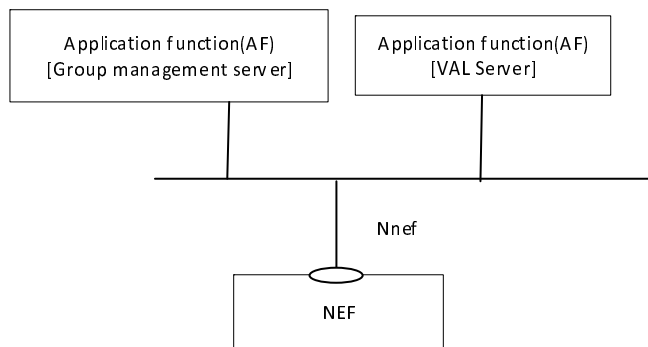 Application function(AF)
[Group management server]
Application function(AF)
[VAL Server]
Nnef
NEF